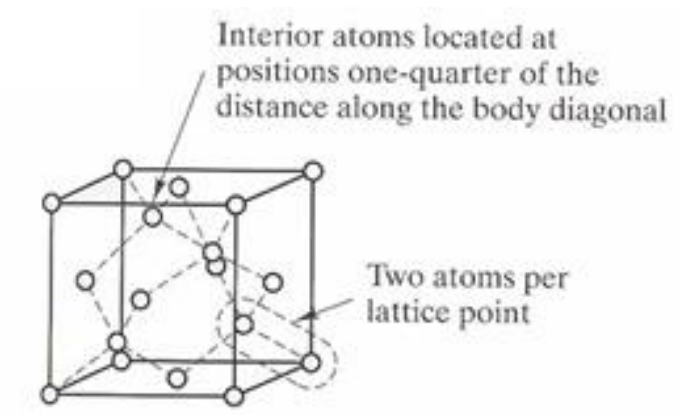 Interior atoms located at
positions one-quarter of the
distance along the body diagonal
Two atoms per
lattice point